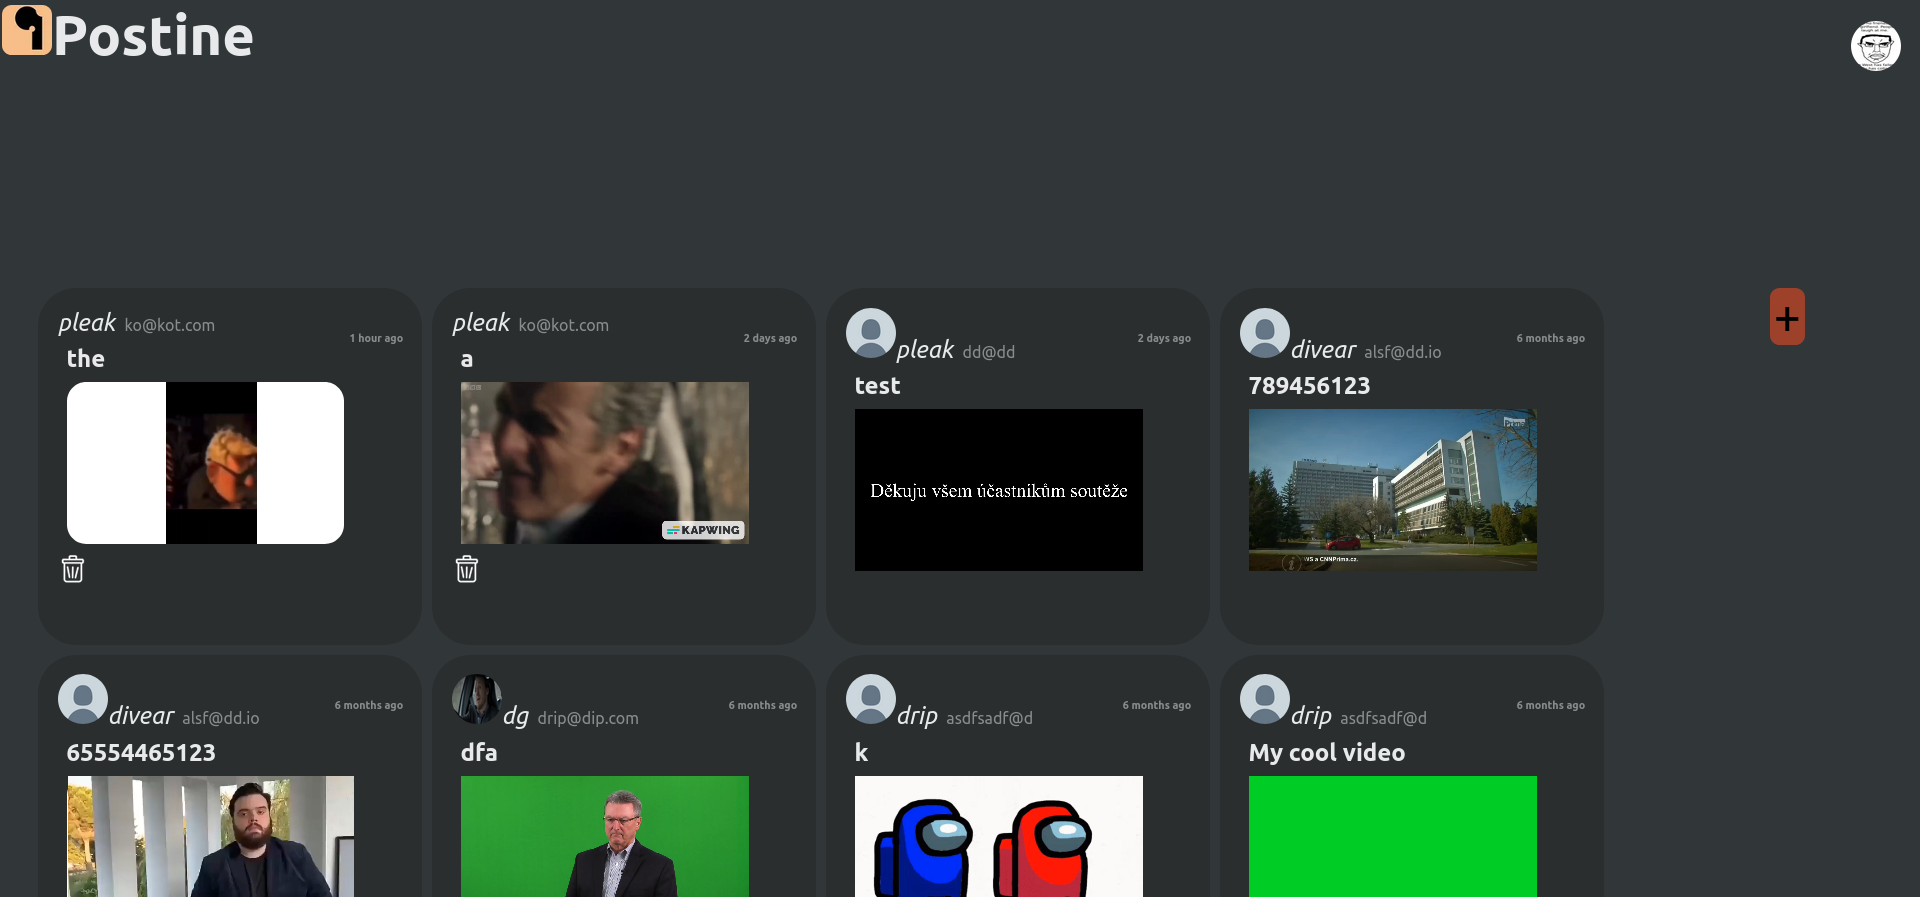 Postine
pleak ko@kot.com
1 hour ago
the
pleak ko@kot.com
2 days ago
a
KAPWING
pleak dd@dd
2 days ago
test
Děkuju všem účastníkům soutěže
divear alsf@dd.io
6 months ago
789456123
WS a CNNPrima.cz.
divear alsf@dd.io
6 months ago
65554465123
dg drip@dip.com
6 months ago
dfa
drip asdfsadf@d
6 months ago
k
drip asdfsadf@d
6 months ago
My cool video
+